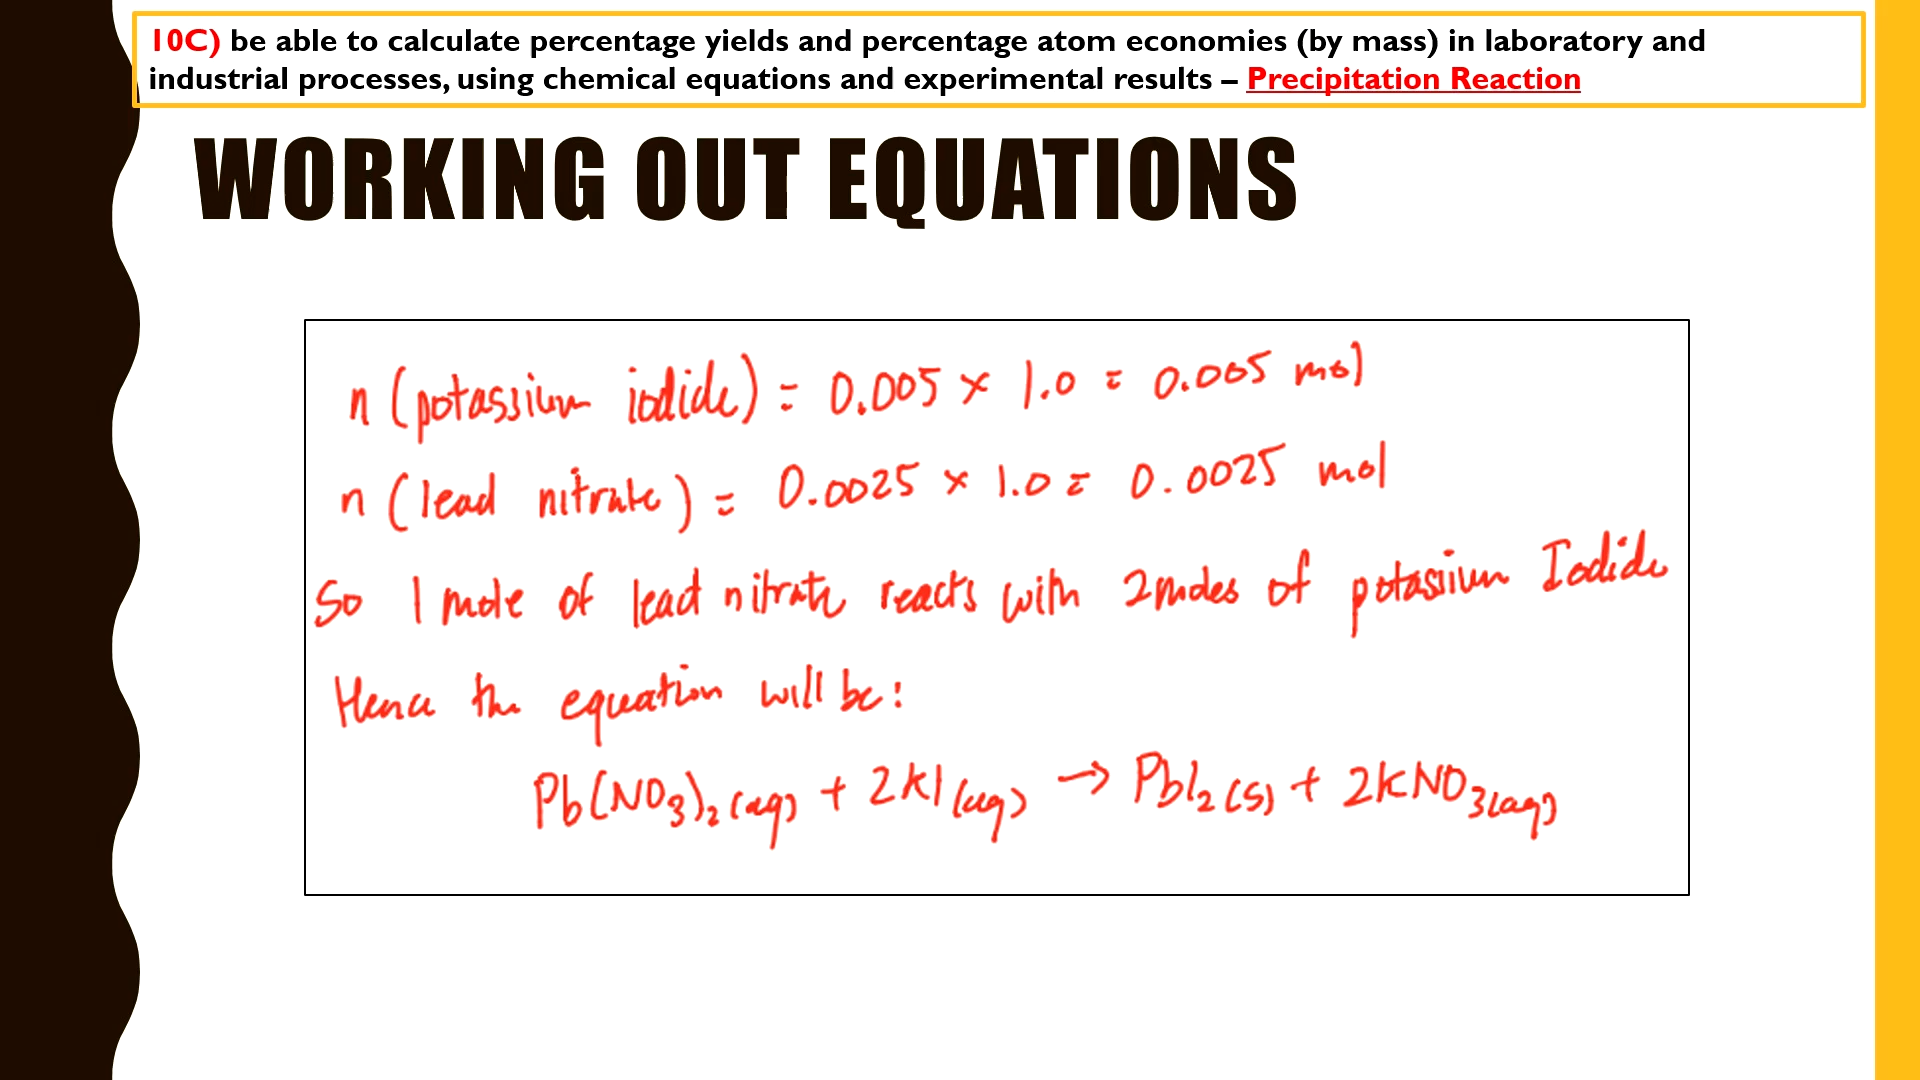 10C) be able to calculate percentage yields and percentage atom economies (by mass) in laboratory and
industrial processes, using chemical equations and experimental results – Precipitation Reaction
WORKING OUT EQUATIONS
n (potassium iodide) = 0.005 × 1.0 = 0.005 mol
n (lead nitrate) = 0.0025 × 1.0 = 0.0025 mol
So 1 mole of lead nitrate reacts with 2 moles of potassium Iodide
Hence the equation will be:
Pb(NO₃)₂(aq) + 2KI(aq) → PbI₂(s) + 2KNO₃(aq)